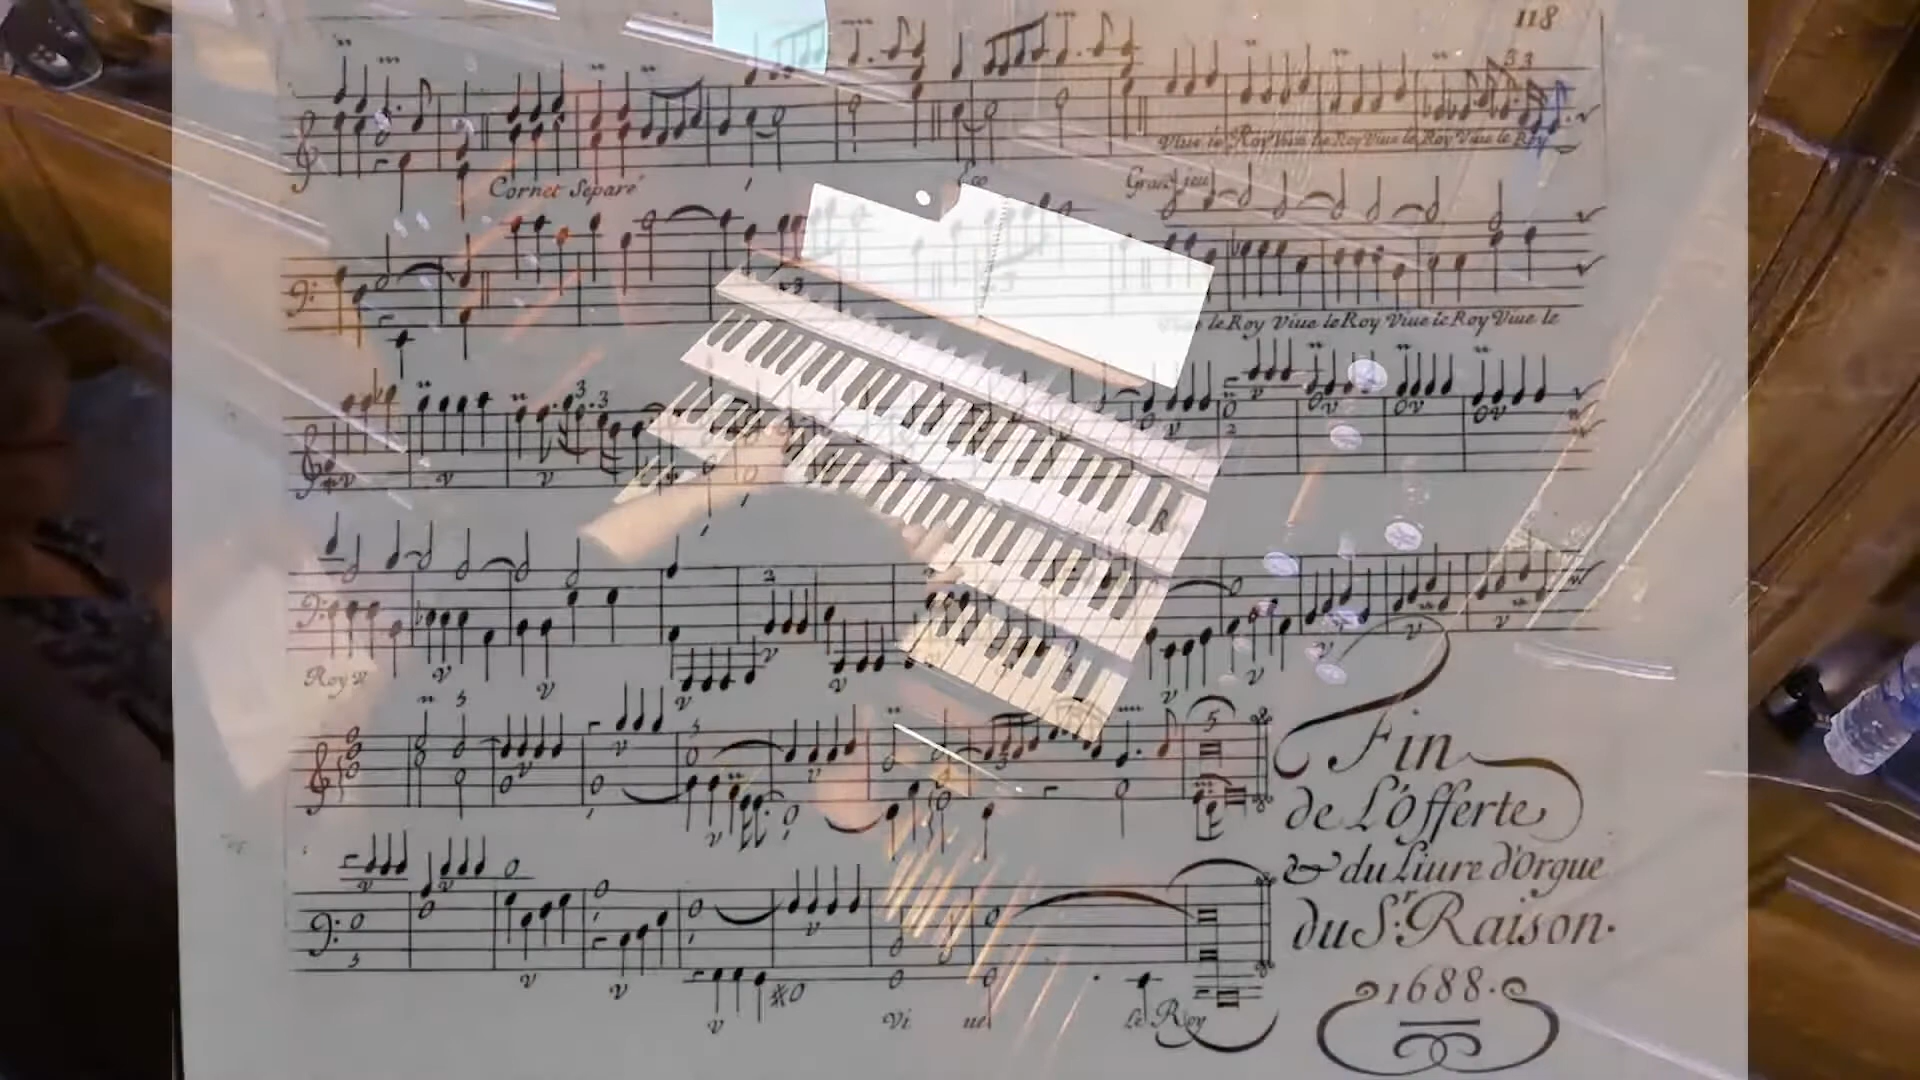 118
Viue le Roy Viue le Roy Viue le Roy Viue le Roy
Cornet Separé
Grand jeu
le Roy Viue le Roy Viue le Roy Viue le
Roy
Fin
de L'Offerte
& du Liure d'Orgue
du Sr. Raison.
1688.
Vi ue le Roy